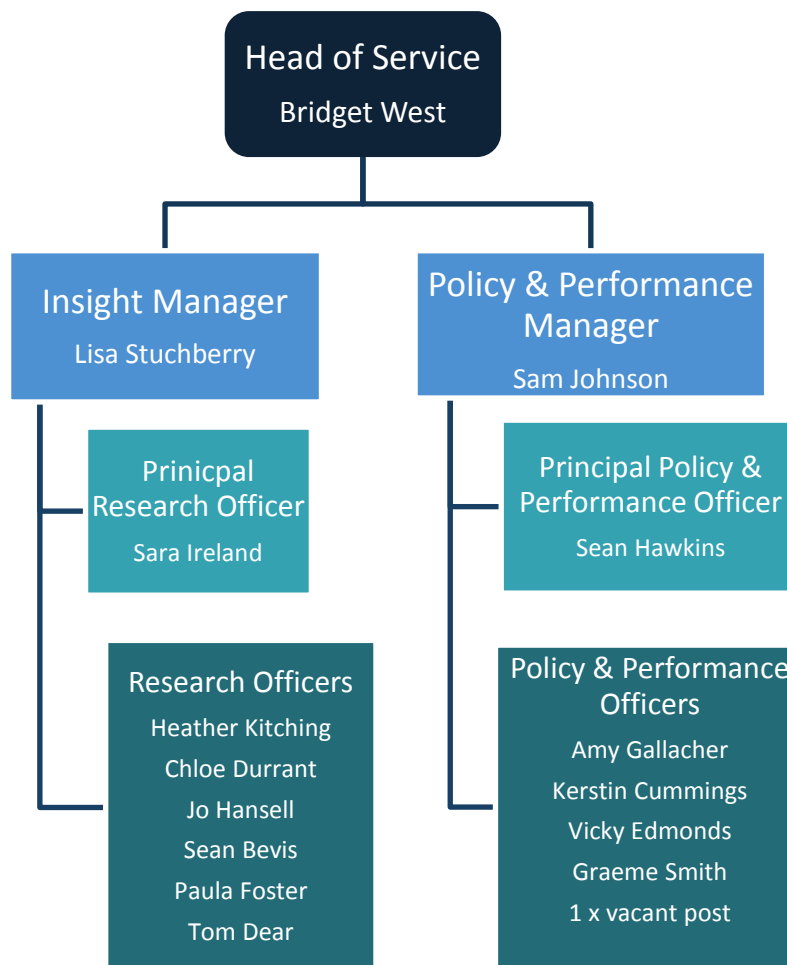 Head of Service
Bridget West
Insight Manager
Lisa Stuchberry
Policy & Performance
Manager
Sam Johnson
Prinicpal
Research Officer
Sara Ireland
Principal Policy &
Performance Officer
Sean Hawkins
Research Officers
Heather Kitching
Chloe Durrant
Jo Hansell
Sean Bevis
Paula Foster
Tom Dear
Policy & Performance
Officers
Amy Gallacher
Kerstin Cummings
Vicky Edmonds
Graeme Smith
1 x vacant post